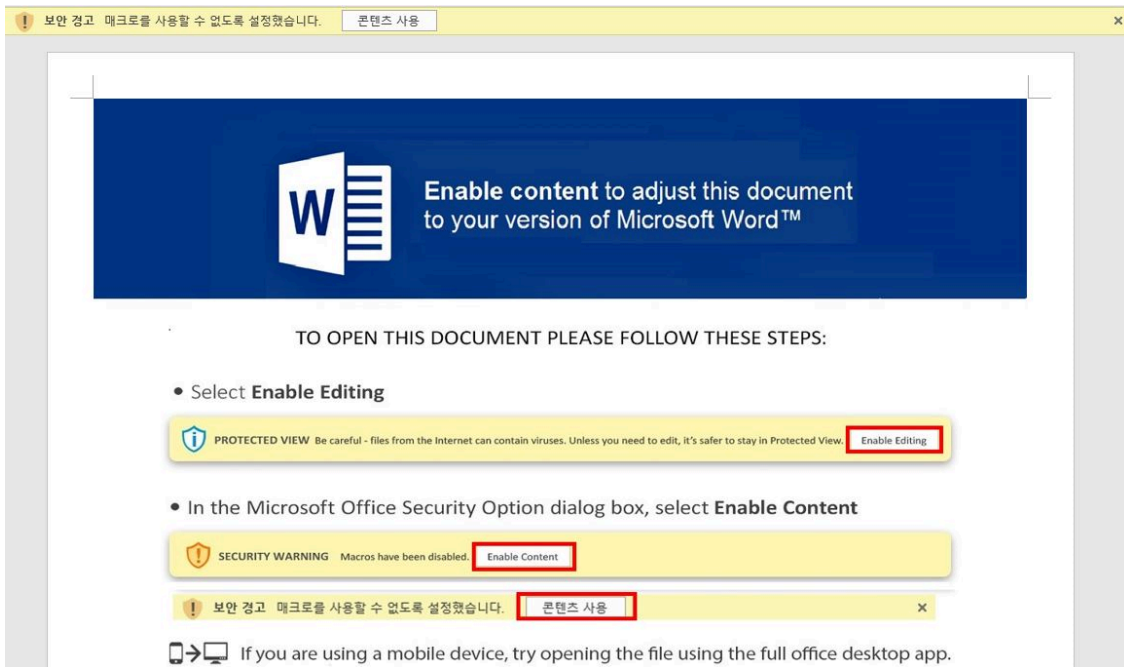 보안 경고 매크로를 사용할 수 없도록 설정했습니다. 콘텐츠 사용
W
Enable content to adjust this document
to your version of Microsoft Word™
TO OPEN THIS DOCUMENT PLEASE FOLLOW THESE STEPS:
• Select Enable Editing
PROTECTED VIEW Be careful - files from the Internet can contain viruses. Unless you need to edit, it's safer to stay in Protected View. Enable Editing
• In the Microsoft Office Security Option dialog box, select Enable Content
SECURITY WARNING Macros have been disabled. Enable Content
보안 경고 매크로를 사용할 수 없도록 설정했습니다. 콘텐츠 사용
If you are using a mobile device, try opening the file using the full office desktop app.